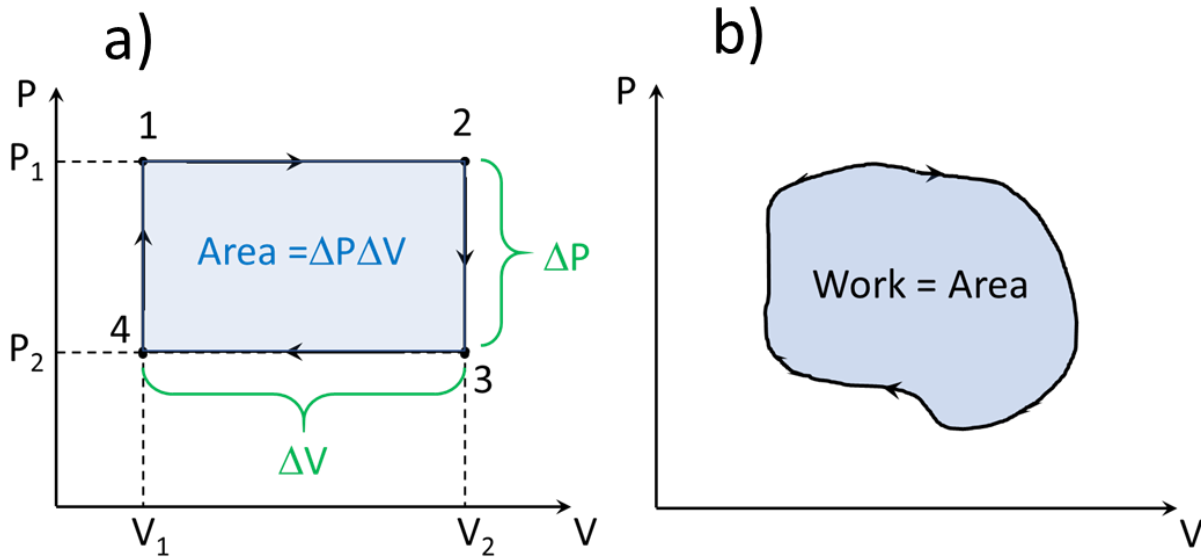 a)
P
1
2
P₁
Area =ΔPΔV
ΔP
4
P₂
3
ΔV
V₁
V₂
V
b)
P
Work = Area
V